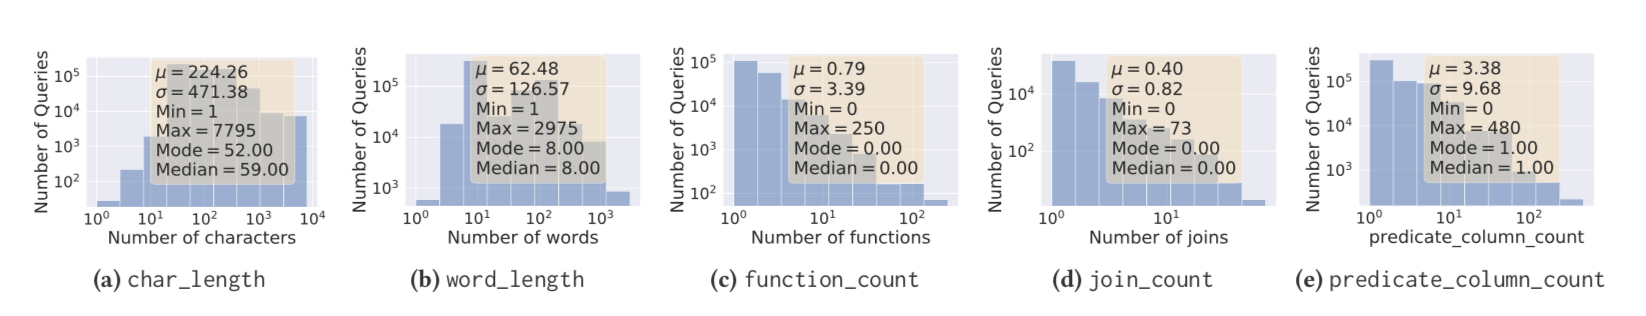 Number of Queries
10^5
10^4
10^3
10^2
μ = 224.26
σ = 471.38
Min = 1
Max = 7795
Mode = 52.00
Median = 59.00
10^0 10^1 10^2 10^3 10^4
Number of characters
(a) char_length
Number of Queries
10^5
10^4
10^3
μ = 62.48
σ = 126.57
Min = 1
Max = 2975
Mode = 8.00
Median = 8.00
10^0 10^1 10^2 10^3
Number of words
(b) word_length
Number of Queries
10^5
10^4
10^3
10^2
μ = 0.79
σ = 3.39
Min = 0
Max = 250
Mode = 0.00
Median = 0.00
10^0 10^1 10^2
Number of functions
(c) function_count
Number of Queries
10^4
10^2
μ = 0.40
σ = 0.82
Min = 0
Max = 73
Mode = 0.00
Median = 0.00
10^0 10^1
Number of joins
(d) join_count
Number of Queries
10^5
10^4
10^3
μ = 3.38
σ = 9.68
Min = 0
Max = 480
Mode = 1.00
Median = 1.00
10^0 10^1 10^2
predicate_column_count
(e) predicate_column_count